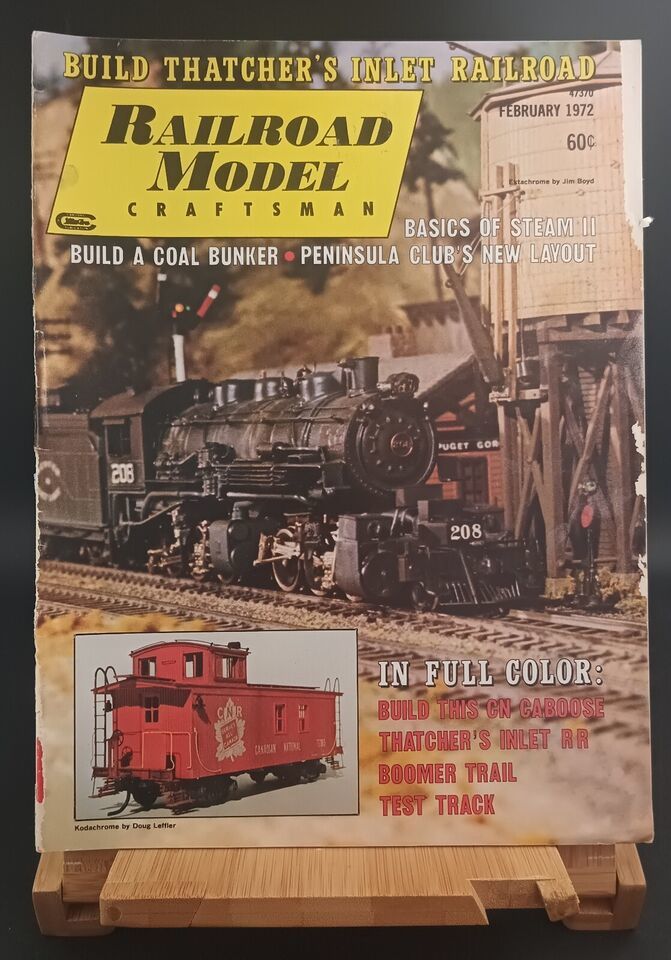 BUILD THATCHER'S INLET RAILROAD
47370
FEBRUARY 1972
60¢
RAILROAD
MODEL
CRAFTSMAN
Ektachrome by Jim Boyd
BASICS OF STEAM II
BUILD A COAL BUNKER • PENINSULA CLUB'S NEW LAYOUT
PUGET GOR
208
208
IN FULL COLOR:
BUILD THIS CN CABOOSE
THATCHER'S INLET RR
BOOMER TRAIL
TEST TRACK
CANADIAN NATIONAL
Kodachrome by Doug Leffler